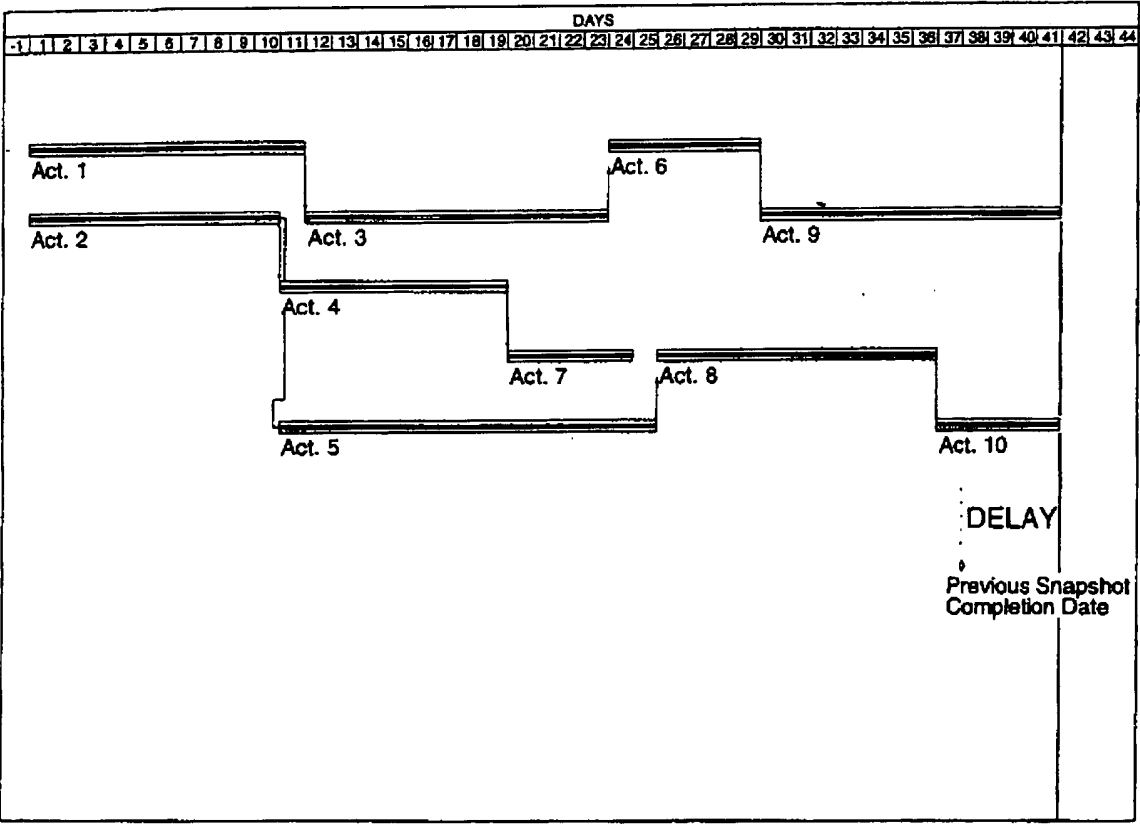 DAYS
-1 1 2 3 4 5 6 7 8 9 10 11 12 13 14 15 16 17 18 19 20 21 22 23 24 25 26 27 28 29 30 31 32 33 34 35 36 37 38 39 40 41 42 43 44
Act. 1
Act. 6
Act. 2
Act. 3
Act. 9
Act. 4
Act. 7
Act. 8
Act. 5
Act. 10
DELAY
Previous Snapshot
Completion Date